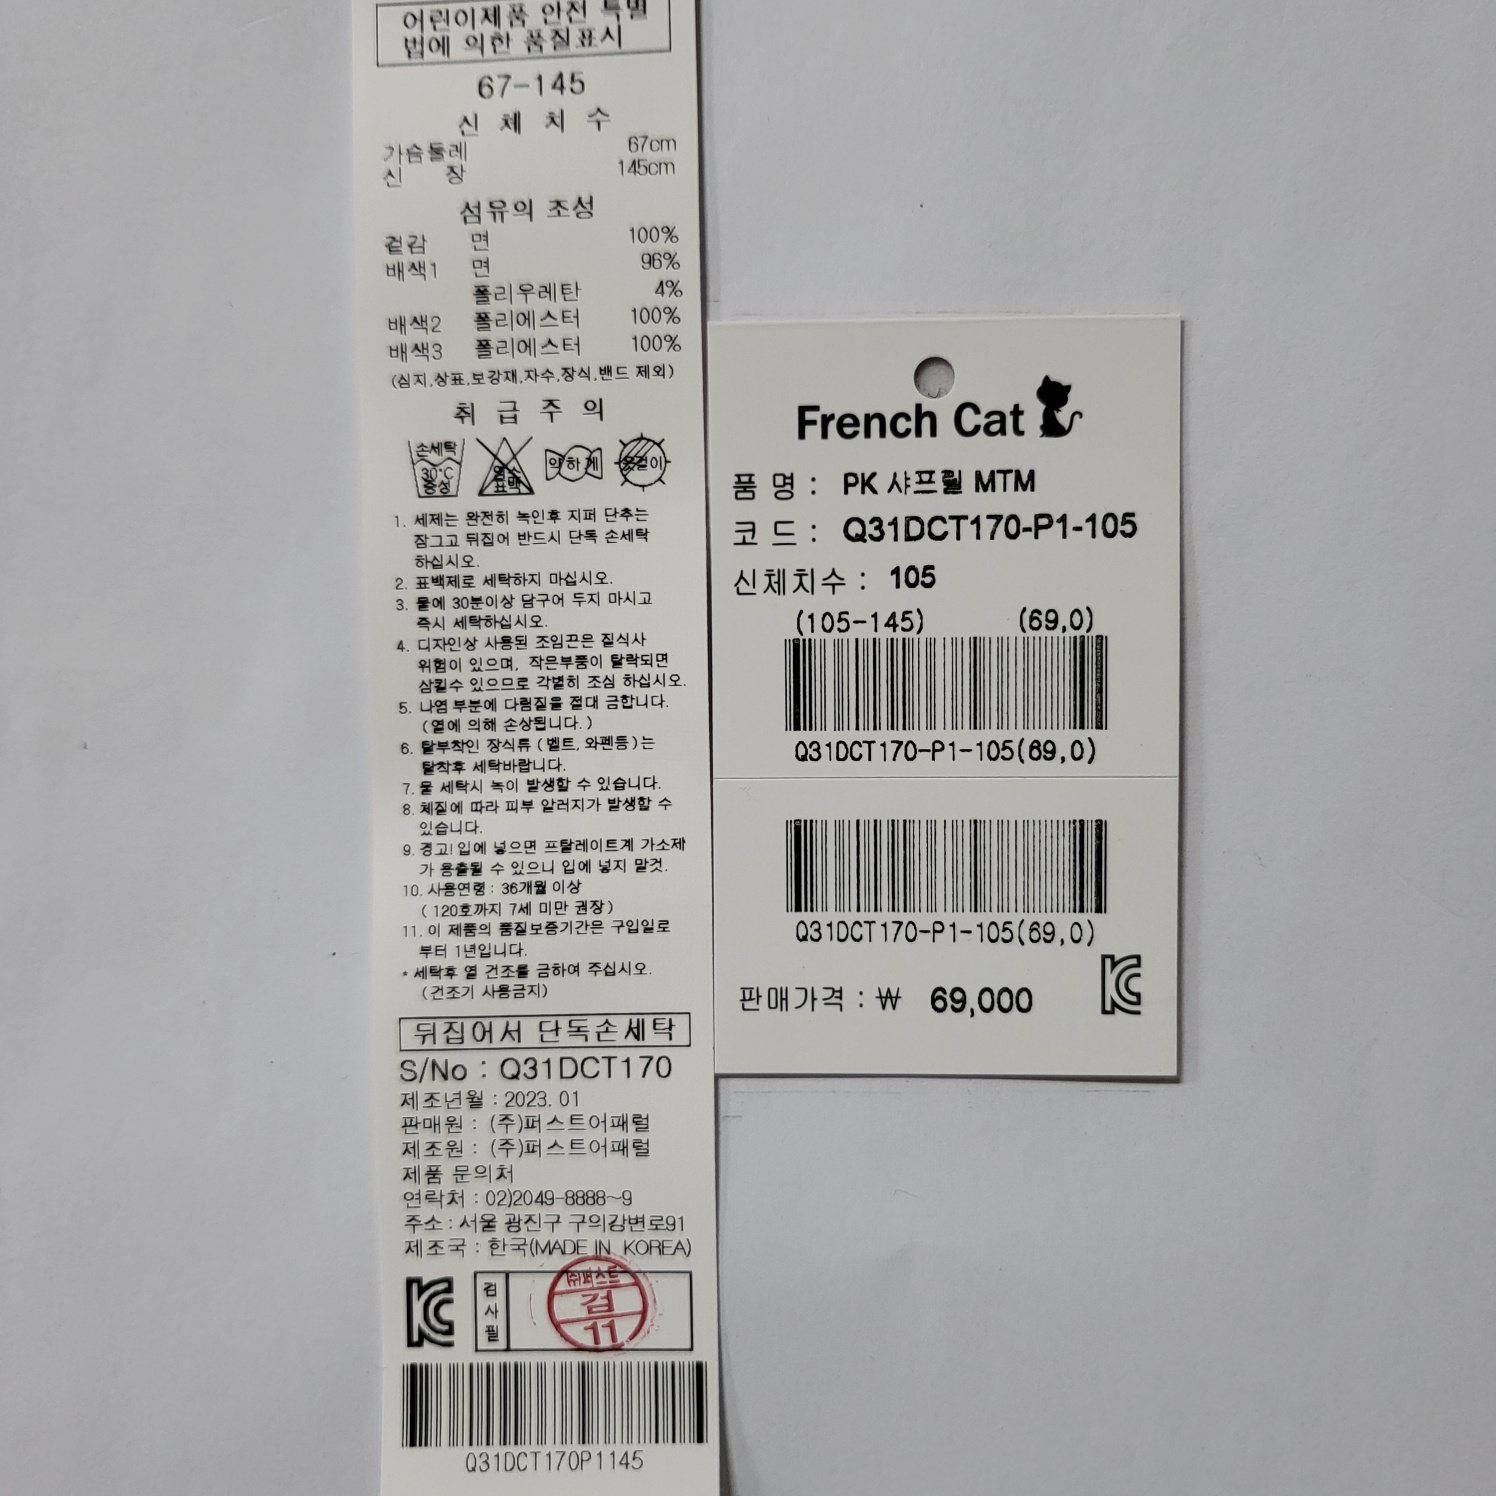 어린이제품 안전 특별
법에 의한 품질표시
67-145
신 체 치 수
가슴둘레 67cm
신 장 145cm
섬유의 조성
겉감 면 100%
배색1 면 96%
폴리우레탄 4%
배색2 폴리에스터 100%
배색3 폴리에스터 100%
(심지,상표,보강재,자수,장식,밴드 제외)
취 급 주 의
손세탁
30°C
중성
염소
표백
약하게
옷걸이
1. 세제는 완전히 녹인후 지퍼 단추는
잠그고 뒤집어 반드시 단독 손세탁
하십시오.
2. 표백제로 세탁하지 마십시오.
3. 물에 30분이상 담구어 두지 마시고
즉시 세탁하십시오.
4. 디자인상 사용된 조임끈은 질식사
위험이 있으며, 작은부품이 탈락되면
삼킬수 있으므로 각별히 조심 하십시오.
5. 나염 부분에 다림질을 절대 금합니다.
(열에 의해 손상됩니다.)
6. 탈부착인 장식류 (벨트, 와펜등)는
탈착후 세탁바랍니다.
7. 물 세탁시 녹이 발생할 수 있습니다.
8. 체질에 따라 피부 알러지가 발생할 수
있습니다.
9. 경고! 입에 넣으면 프탈레이트계 가소제
가 용출될 수 있으니 입에 넣지 말것.
10. 사용연령 : 36개월 이상
( 120호까지 7세 미만 권장)
11. 이 제품의 품질보증기간은 구입일로
부터 1년입니다.
* 세탁후 열 건조를 금하여 주십시오.
(건조기 사용금지)
뒤집어서 단독손세탁
S/No : Q31DCT170
제조년월 : 2023. 01
판매원 : (주)퍼스트어패럴
제조원 : (주)퍼스트어패럴
제품 문의처
연락처 : 02)2049-8888~9
주소 : 서울 광진구 구의강변로91
제조국 : 한국(MADE IN KOREA)
KC
검사필
㈜퍼스트
검
11
Q31DCT170P1145
French Cat
품 명 : PK 샤프릴 MTM
코 드 : Q31DCT170-P1-105
신체치수 : 105
(105-145) (69,0)
Q31DCT170-P1-105(69,0)
Q31DCT170-P1-105(69,0)
판매가격 : ₩ 69,000
KC